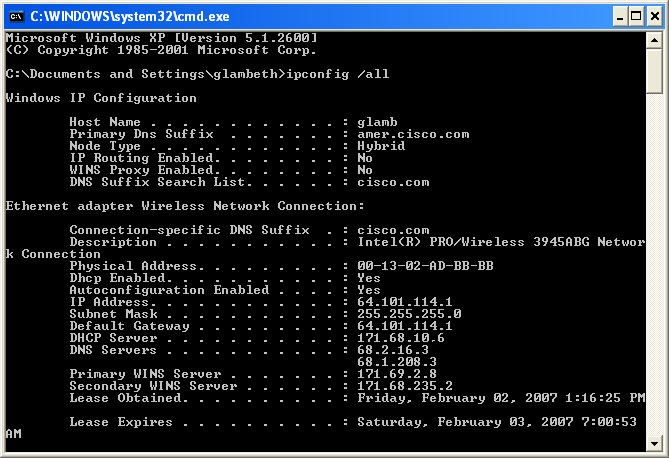 C:\WINDOWS\system32\cmd.exe
Microsoft Windows XP [Version 5.1.2600]
(C) Copyright 1985-2001 Microsoft Corp.
C:\Documents and Settings\glambeth>ipconfig /all
Windows IP Configuration
Host Name . . . . . . . . . . . . : glamb
Primary Dns Suffix . . . . . . . : amer.cisco.com
Node Type . . . . . . . . . . . . : Hybrid
IP Routing Enabled. . . . . . . . : No
WINS Proxy Enabled. . . . . . . . : No
DNS Suffix Search List. . . . . . : cisco.com
Ethernet adapter Wireless Network Connection:
Connection-specific DNS Suffix . : cisco.com
Description . . . . . . . . . . . : Intel(R) PRO/Wireless 3945ABG Networ
k Connection
Physical Address. . . . . . . . . : 00-13-02-AD-BB-BB
Dhcp Enabled. . . . . . . . . . . : Yes
Autoconfiguration Enabled . . . . : Yes
IP Address. . . . . . . . . . . . : 64.101.114.1
Subnet Mask . . . . . . . . . . . : 255.255.255.0
Default Gateway . . . . . . . . . : 64.101.114.1
DHCP Server . . . . . . . . . . . : 171.68.10.6
DNS Servers . . . . . . . . . . . : 68.2.16.3
68.1.208.3
Primary WINS Server . . . . . . . : 171.69.2.8
Secondary WINS Server . . . . . . : 171.68.235.2
Lease Obtained. . . . . . . . . . : Friday, February 02, 2007 1:16:25 PM
Lease Expires . . . . . . . . . . : Saturday, February 03, 2007 7:00:53
AM